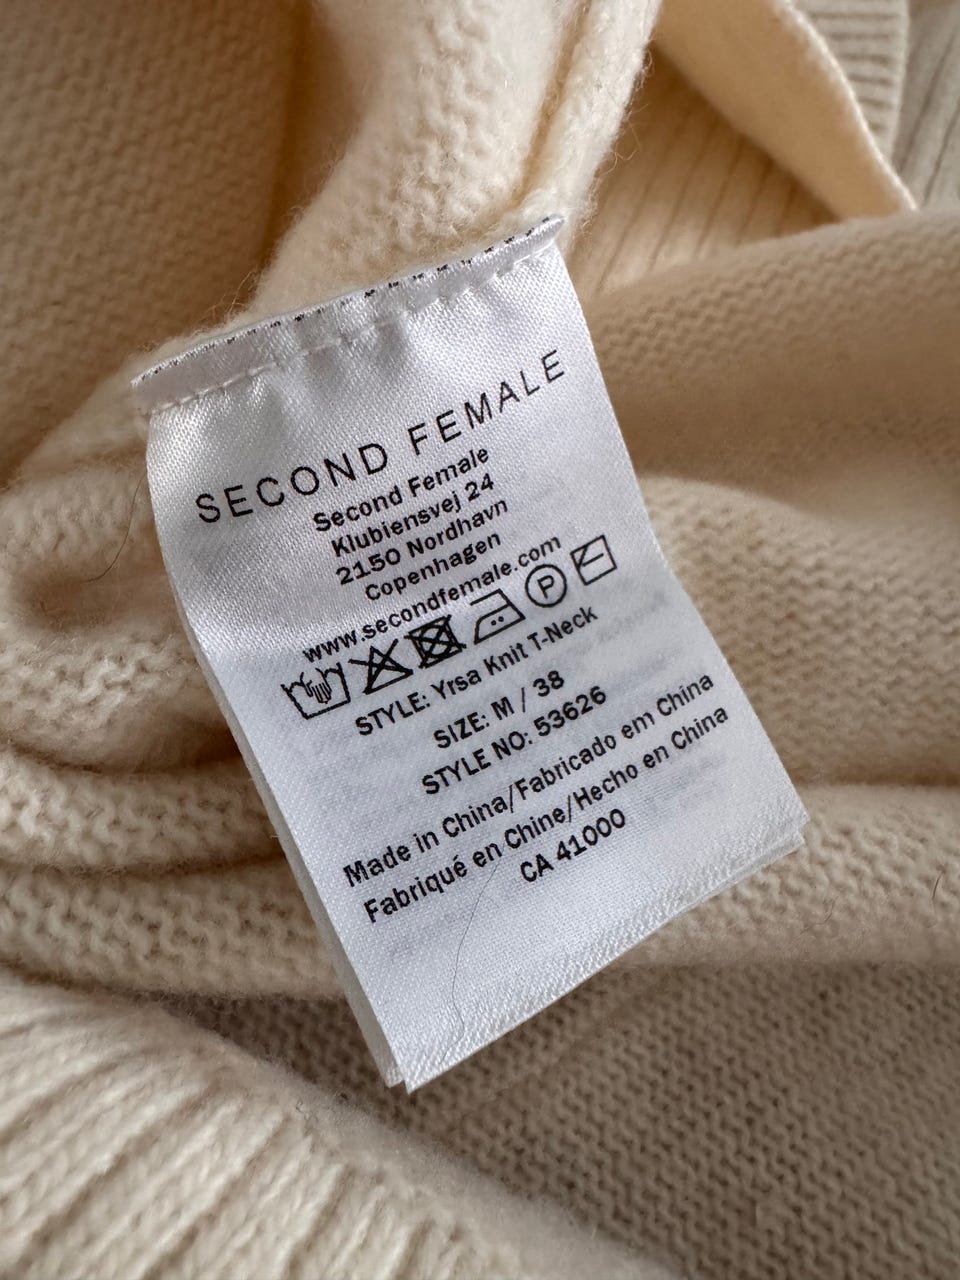 SECOND FEMALE
Second Female
Klubiensvej 24
2150 Nordhavn
Copenhagen
www.secondfemale.com
P
STYLE: Yrsa Knit T-Neck
SIZE: M / 38
STYLE NO: 53626
Made in China/Fabricado em China
Fabriqué en Chine/Hecho en China
CA 41000